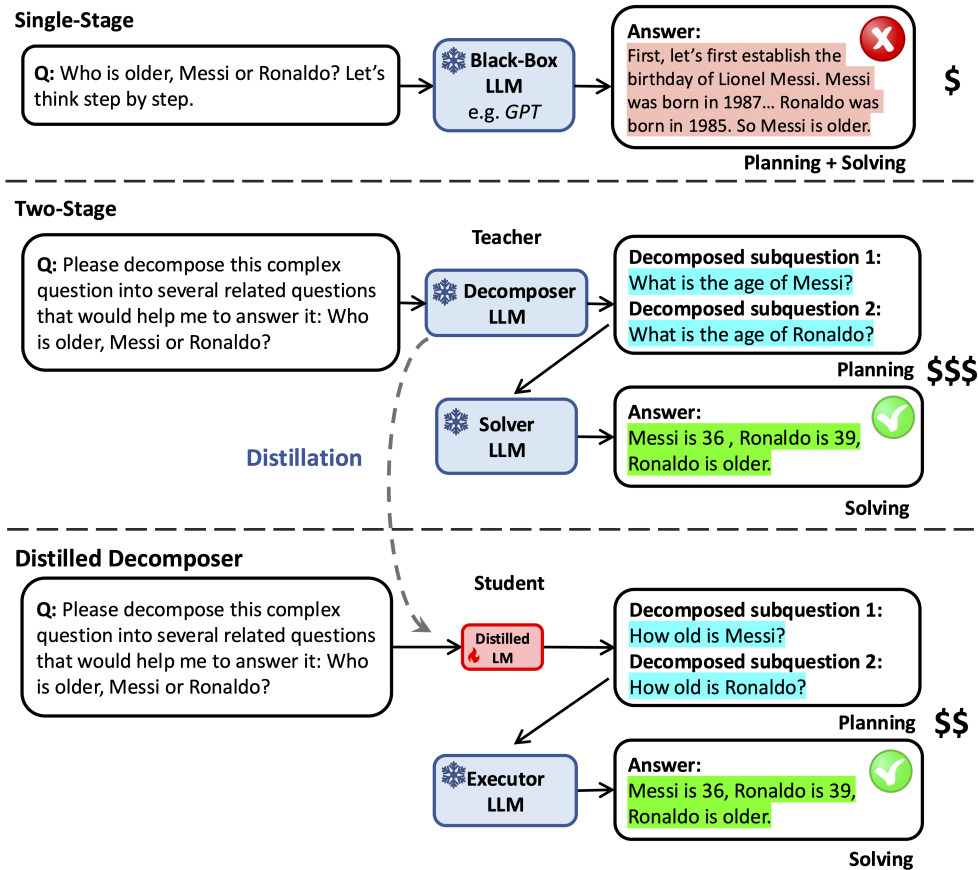 Single-Stage
Q: Who is older, Messi or Ronaldo? Let's
think step by step.
Black-Box
LLM
e.g. GPT
Answer:
First, let's first establish the
birthday of Lionel Messi. Messi
was born in 1987... Ronaldo was
born in 1985. So Messi is older.
$
Planning + Solving
Two-Stage
Q: Please decompose this complex
question into several related questions
that would help me to answer it: Who
is older, Messi or Ronaldo?
Teacher
Decomposer
LLM
Decomposed subquestion 1:
What is the age of Messi?
Decomposed subquestion 2:
What is the age of Ronaldo?
Planning
$$$
Solver
LLM
Answer:
Messi is 36 , Ronaldo is 39,
Ronaldo is older.
Solving
Distillation
Distilled Decomposer
Q: Please decompose this complex
question into several related questions
that would help me to answer it: Who
is older, Messi or Ronaldo?
Student
Distilled
LM
Decomposed subquestion 1:
How old is Messi?
Decomposed subquestion 2:
How old is Ronaldo?
Planning
$$
Executor
LLM
Answer:
Messi is 36, Ronaldo is 39,
Ronaldo is older.
Solving